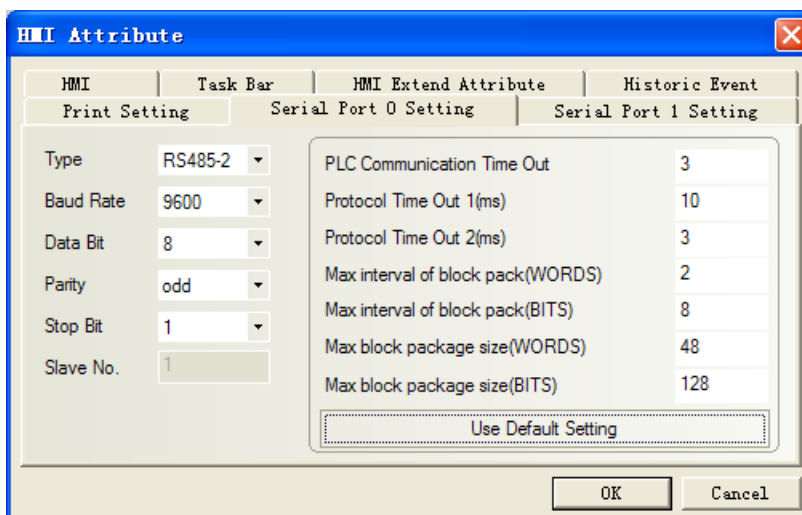 HMI Attribute
HMI Task Bar HMI Extend Attribute Historic Event
Print Setting Serial Port 0 Setting Serial Port 1 Setting
Type RS485-2
Baud Rate 9600
Data Bit 8
Parity odd
Stop Bit 1
Slave No. 1
PLC Communication Time Out 3
Protocol Time Out 1(ms) 10
Protocol Time Out 2(ms) 3
Max interval of block pack(WORDS) 2
Max interval of block pack(BITS) 8
Max block package size(WORDS) 48
Max block package size(BITS) 128
Use Default Setting
OK Cancel